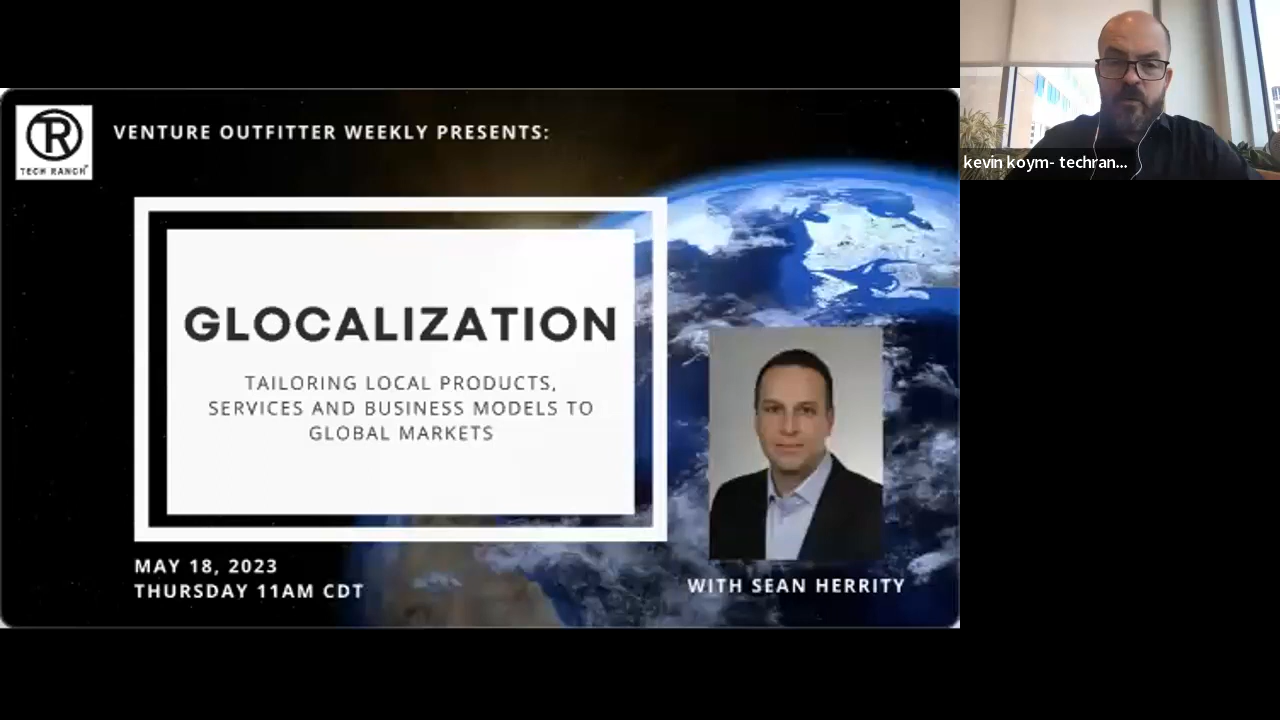 TR
TECH RANCH
VENTURE OUTFITTER WEEKLY PRESENTS:
GLOCALIZATION
TAILORING LOCAL PRODUCTS,
SERVICES AND BUSINESS MODELS TO
GLOBAL MARKETS
MAY 18, 2023
THURSDAY 11AM CDT
WITH SEAN HERRITY
kevin koym- techran...